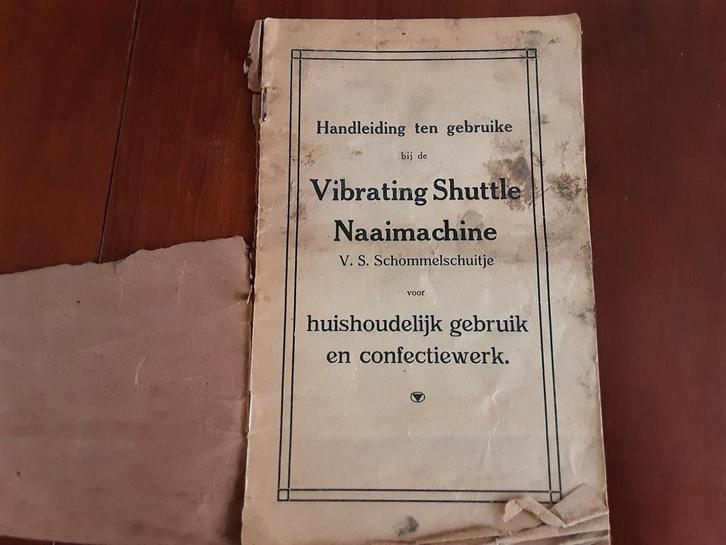 Handleiding ten gebruike
bij de
Vibrating Shuttle
Naaimachine
V. S. Schommelschuitje
voor
huishoudelijk gebruik
en confectiewerk.